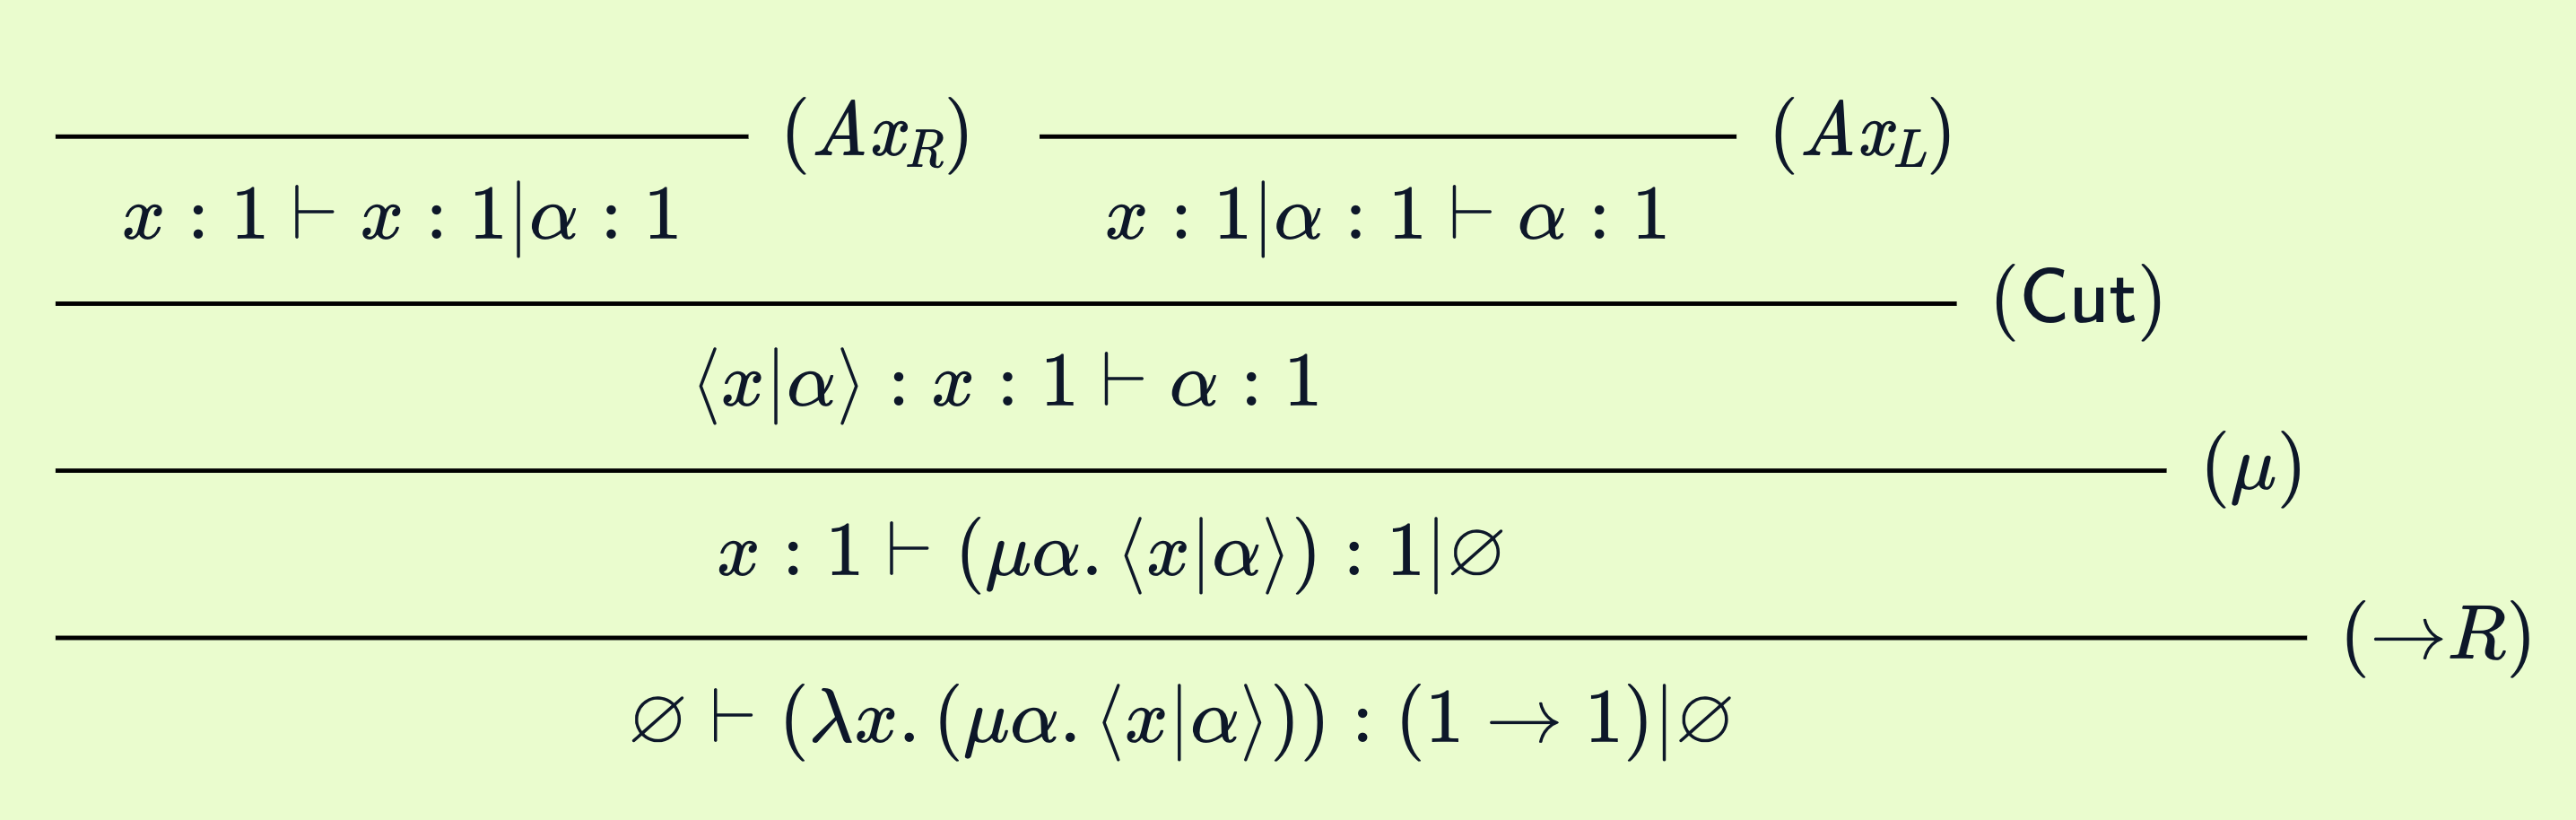 (Ax_R) (Ax_L)
x : 1 ⊢ x : 1|α : 1 x : 1|α : 1 ⊢ α : 1
(Cut)
⟨x|α⟩ : x : 1 ⊢ α : 1
(μ)
x : 1 ⊢ (μα.⟨x|α⟩) : 1|∅
(→R)
∅ ⊢ (λx.(μα.⟨x|α⟩)) : (1 → 1)|∅